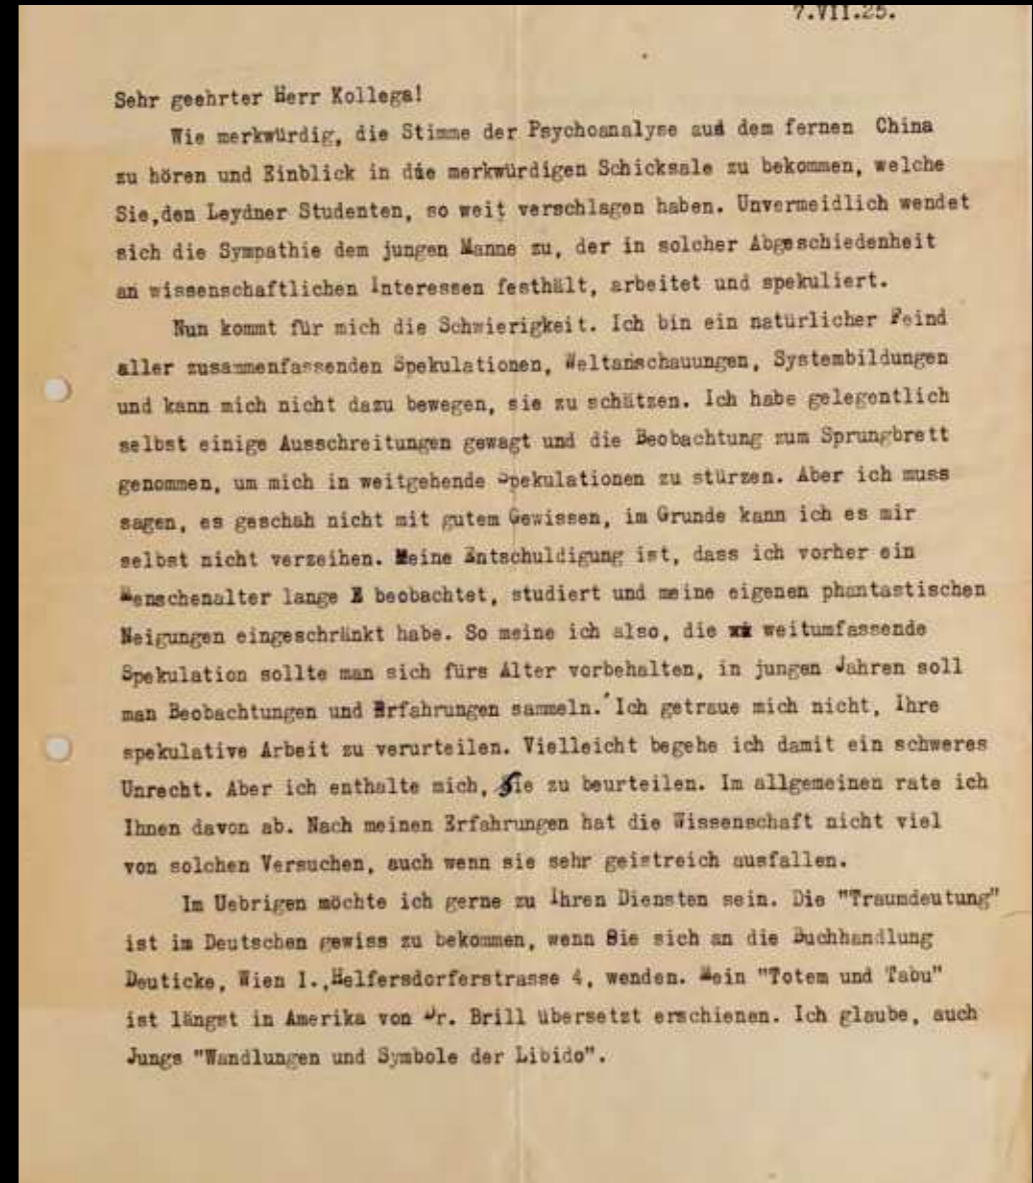 7.VII.25.
Sehr geehrter Herr Kollega!
Wie merkwürdig, die Stimme der Psychoanalyse aus dem fernen China
zu hören und Einblick in die merkwürdigen Schicksale zu bekommen, welche
Sie,den Leydner Studenten, so weit verschlagen haben. Unvermeidlich wendet
sich die Sympathie dem jungen Manne zu, der in solcher Abgeschiedenheit
an wissenschaftlichen Interessen festhält, arbeitet und spekuliert.
Nun kommt für mich die Schwierigkeit. Ich bin ein natürlicher Feind
aller zusammenfassenden Spekulationen, Weltanschauungen, Systembildungen
und kann mich nicht dazu bewegen, sie zu schätzen. Ich habe gelegentlich
selbst einige Ausschreitungen gewagt und die Beobachtung zum Sprungbrett
genommen, um mich in weitgehende Spekulationen zu stürzen. Aber ich muss
sagen, es geschah nicht mit gutem Gewissen, im Grunde kann ich es mir
selbst nicht verzeihen. Meine Entschuldigung ist, dass ich vorher ein
Menschenalter lange beobachtet, studiert und meine eigenen phantastischen
Neigungen eingeschränkt habe. So meine ich also, die weitumfassende
Spekulation sollte man sich fürs Alter vorbehalten, in jungen Jahren soll
man Beobachtungen und Erfahrungen sammeln. Ich getraue mich nicht, Ihre
spekulative Arbeit zu verurteilen. Vielleicht begehe ich damit ein schweres
Unrecht. Aber ich enthalte mich, Sie zu beurteilen. Im allgemeinen rate ich
Ihnen davon ab. Nach meinen Erfahrungen hat die Wissenschaft nicht viel
von solchen Versuchen, auch wenn sie sehr geistreich ausfallen.
Im Uebrigen möchte ich gerne zu Ihren Diensten sein. Die "Traumdeutung"
ist im Deutschen gewiss zu bekommen, wenn Sie sich an die Buchhandlung
Deuticke, Wien I.,Helfersdorferstrasse 4, wenden. Mein "Totem und Tabu"
ist längst in Amerika von Dr. Brill übersetzt erschienen. Ich glaube, auch
Jungs "Wandlungen und Symbole der Libido".